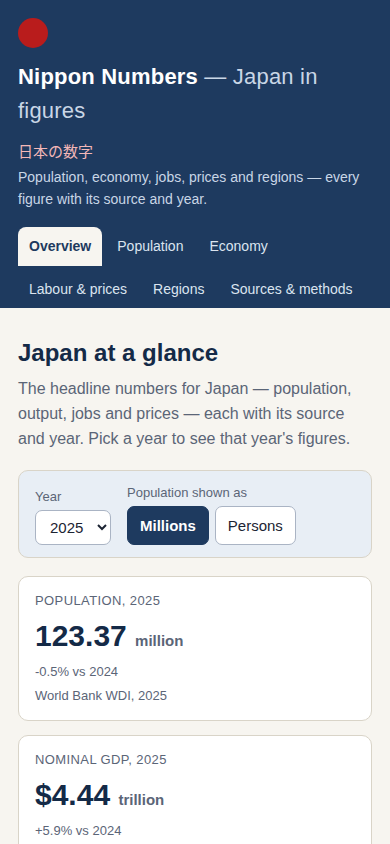 Nippon Numbers — Japan in
figures
日本の数字
Population, economy, jobs, prices and regions — every
figure with its source and year.
Overview Population Economy
Labour & prices Regions Sources & methods
Japan at a glance
The headline numbers for Japan — population,
output, jobs and prices — each with its source
and year. Pick a year to see that year's figures.
Year Population shown as
2025 Millions Persons
POPULATION, 2025
123.37 million
-0.5% vs 2024
World Bank WDI, 2025
NOMINAL GDP, 2025
$4.44 trillion
+5.9% vs 2024